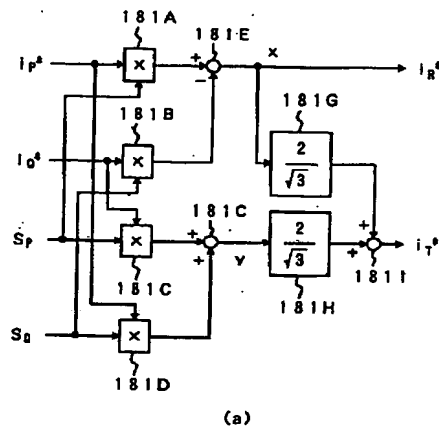 181A
181E
iP*
×
+
−
x
iR*
181B
181G
iQ*
×
2
√3
181C
SP
×
+
+
y
2
√3
+
+
iT*
181C
181H
181I
SQ
×
181D
(a)